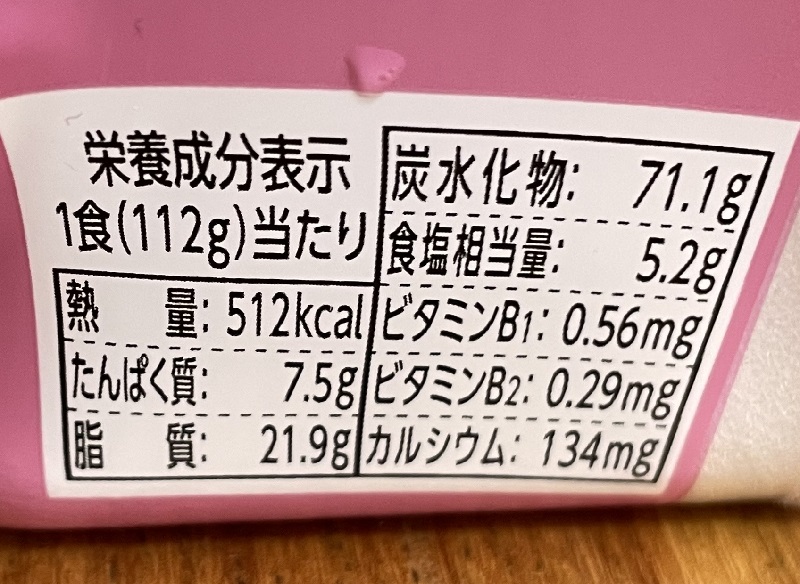 栄養成分表示
1食(112g)当たり
熱量: 512kcal
たんぱく質: 7.5g
脂質: 21.9g
炭水化物: 71.1g
食塩相当量: 5.2g
ビタミンB1: 0.56mg
ビタミンB2: 0.29mg
カルシウム: 134mg